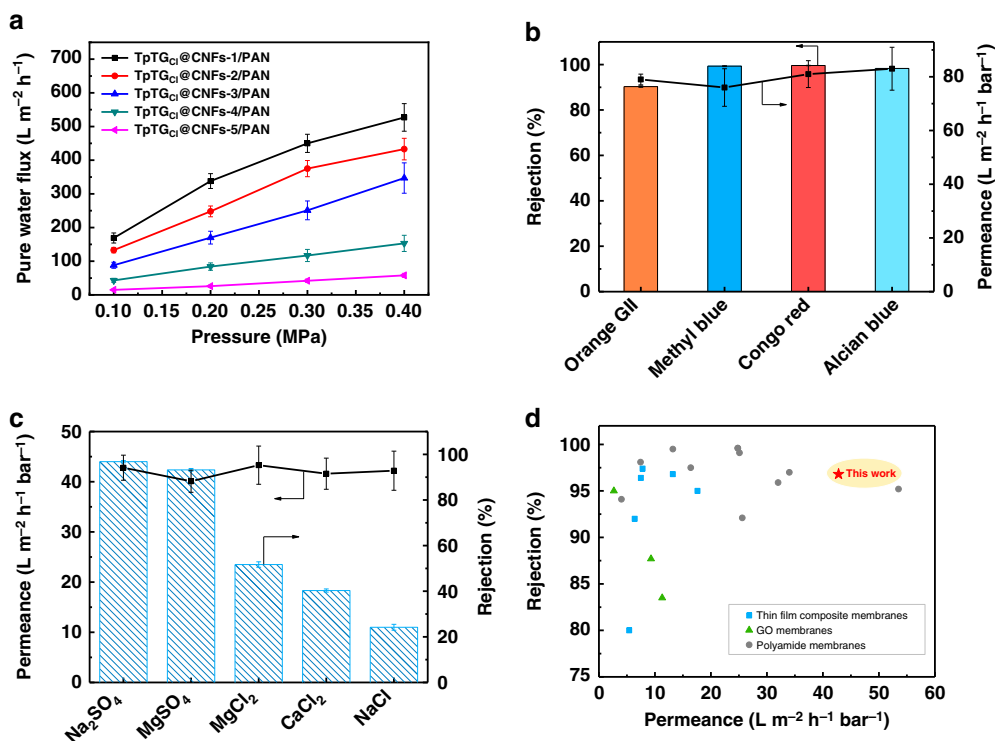 a
Pure water flux (L m⁻² h⁻¹)
700
600
500
400
300
200
100
0
TpTG_Cl@CNFs-1/PAN
TpTG_Cl@CNFs-2/PAN
TpTG_Cl@CNFs-3/PAN
TpTG_Cl@CNFs-4/PAN
TpTG_Cl@CNFs-5/PAN
0.10 0.15 0.20 0.25 0.30 0.35 0.40
Pressure (MPa)
b
Rejection (%)
100
80
60
40
20
0
Permeance (L m⁻² h⁻¹ bar⁻¹)
80
60
40
20
0
Orange GII
Methyl blue
Congo red
Alcian blue
c
Permeance (L m⁻² h⁻¹ bar⁻¹)
50
40
30
20
10
0
Rejection (%)
100
80
60
40
20
0
Na₂SO₄
MgSO₄
MgCl₂
CaCl₂
NaCl
d
Rejection (%)
100
95
90
85
80
75
This work
Thin film composite membranes
GO membranes
Polyamide membranes
0 10 20 30 40 50 60
Permeance (L m⁻² h⁻¹ bar⁻¹)